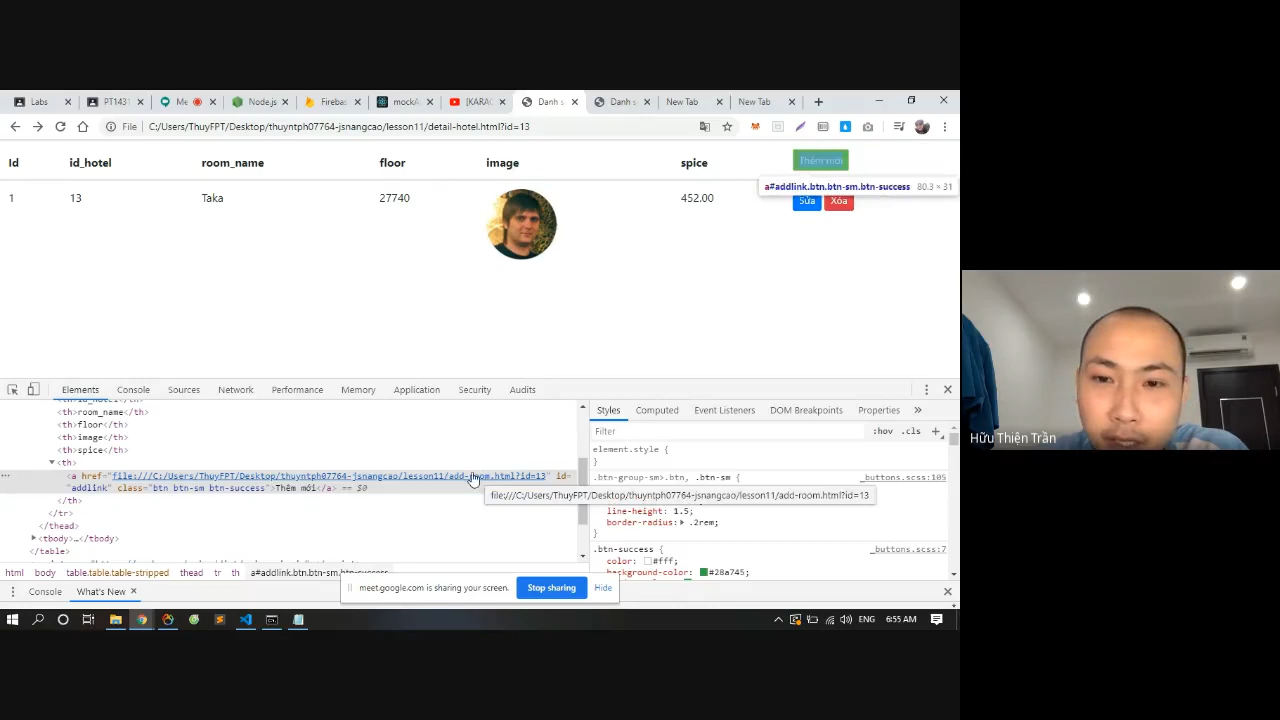 Labs
PT1431
Me
Node.js
Firebas
mock/
[KARAO
Danh s
Danh s
New Tab
New Tab
File
C:/Users/ThuyFPT/Desktop/thuyntph07764-jsnangcao/lesson11/detail-hotel.html?id=13
Id id_hotel room_name floor image spice Thêm mới
a#addlink.btn.btn-sm.btn-success 80.3 × 31
1 13 Taka 27740 452.00 Sửa Xóa
Hữu Thiện Trần
Elements Console Sources Network Performance Memory Application Security Audits
<th>id_hotel</th>
<th>room_name</th>
<th>floor</th>
<th>image</th>
<th>spice</th>
<th>
<a href="file:///C:/Users/ThuyFPT/Desktop/thuyntph07764-jsnangcao/lesson11/add-room.html?id=13" id=
"addlink" class="btn btn-sm btn-success">Thêm mới</a> == $0
</th>
</tr>
</thead>
<tbody>…</tbody>
</table>
file:///C:/Users/ThuyFPT/Desktop/thuyntph07764-jsnangcao/lesson11/add-room.html?id=13
html body table.table.table-stripped thead tr th a#addlink.btn.btn-sm.btn-success
Styles Computed Event Listeners DOM Breakpoints Properties »
Filter :hov .cls +
element.style {
}
.btn-group-sm>.btn, .btn-sm { _buttons.scss:105
line-height: 1.5;
border-radius: .2rem;
}
.btn-success { _buttons.scss:7
color: #fff;
background-color: #28a745;
meet.google.com is sharing your screen. Stop sharing Hide
Console What's New
ENG 6:55 AM